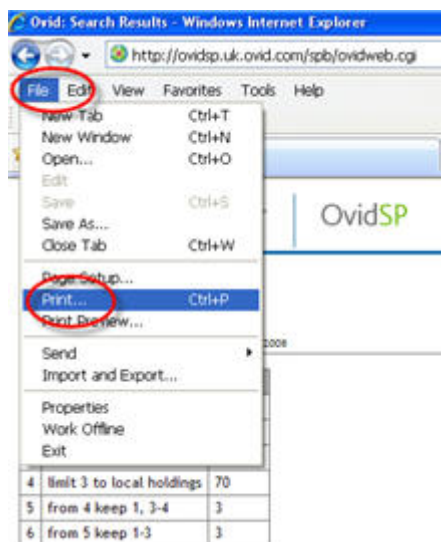 Ovid: Search Results - Windows Internet Explorer
http://ovidsp.uk.ovid.com/spb/ovidweb.cgi
File Edit View Favorites Tools Help
New Tab Ctrl+T
New Window Ctrl+N
Open... Ctrl+O
Edit
Save Ctrl+S
Save As...
Close Tab Ctrl+W
OvidSP
Page Setup...
Print... Ctrl+P
Print Preview...
2008
Send
Import and Export...
Properties
Work Offline
Exit
4 limit 3 to local holdings 70
5 from 4 keep 1, 3-4 3
6 from 5 keep 1-3 3